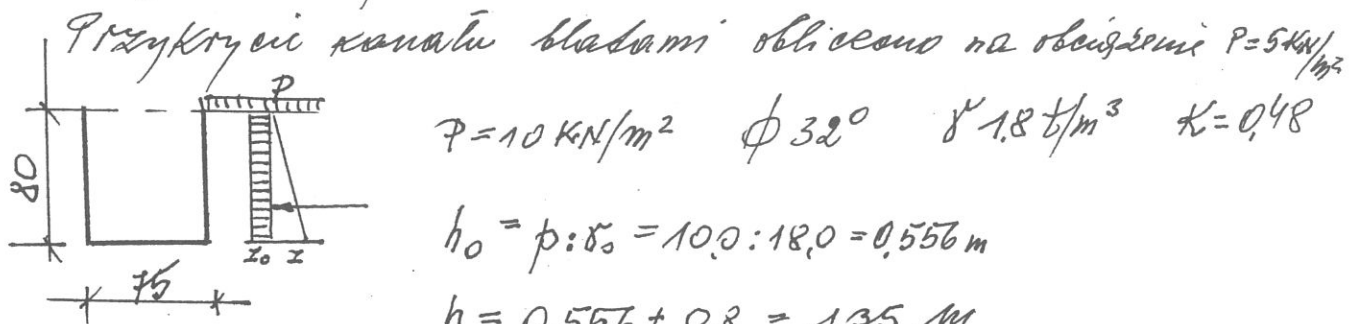 Przykrycie kanału blatami obliczono na obciążenie P=5KN/m²
P
P=10 KN/m² ϕ 32° γ 1,8 t/m³ K=0,48
80
h₀ = p:γ₀ = 10,0:18,0 = 0,556 m
I₀ I
75
h = 0,556 + 0,8 = 1,35 m